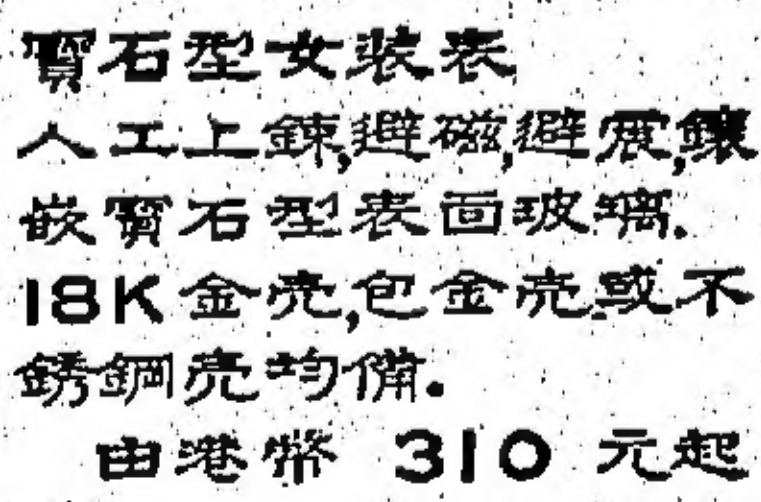 寶石型女裝表
人工上鍊,避磁,避震,鑲
嵌寶石型表面玻璃.
18K金壳,包金壳或不
銹鋼壳均備.
由港幣 310 元起